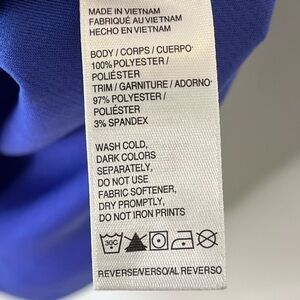 MADE IN VIETNAM
FABRIQUÉ AU VIETNAM
HECHO EN VIETNAM
BODY / CORPS / CUERPO
100% POLYESTER /
POLIÉSTER
TRIM / GARNITURE / ADORNO
97% POLYESTER /
POLIÉSTER
3% SPANDEX
WASH COLD,
DARK COLORS
SEPARATELY,
DO NOT USE
FABRIC SOFTENER,
DRY PROMPTLY,
DO NOT IRON PRINTS
30C
REVERSE/VERSO/AL REVERSO